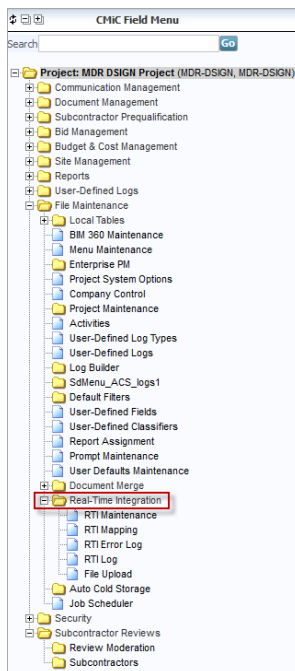 CMiC Field Menu
Search Go
Project: MDR DSIGN Project (MDR-DSIGN, MDR-DSIGN)
Communication Management
Document Management
Subcontractor Prequalification
Bid Management
Budget & Cost Management
Site Management
Reports
User-Defined Logs
File Maintenance
Local Tables
BIM 360 Maintenance
Menu Maintenance
Enterprise PM
Project System Options
Company Control
Project Maintenance
Activities
User-Defined Log Types
User-Defined Logs
Log Builder
SdMenu_ACS_logs1
Default Filters
User-Defined Fields
User-Defined Classifiers
Report Assignment
Prompt Maintenance
User Defaults Maintenance
Document Merge
Real-Time Integration
RTI Maintenance
RTI Mapping
RTI Error Log
RTI Log
File Upload
Auto Cold Storage
Job Scheduler
Security
Subcontractor Reviews
Review Moderation
Subcontractors